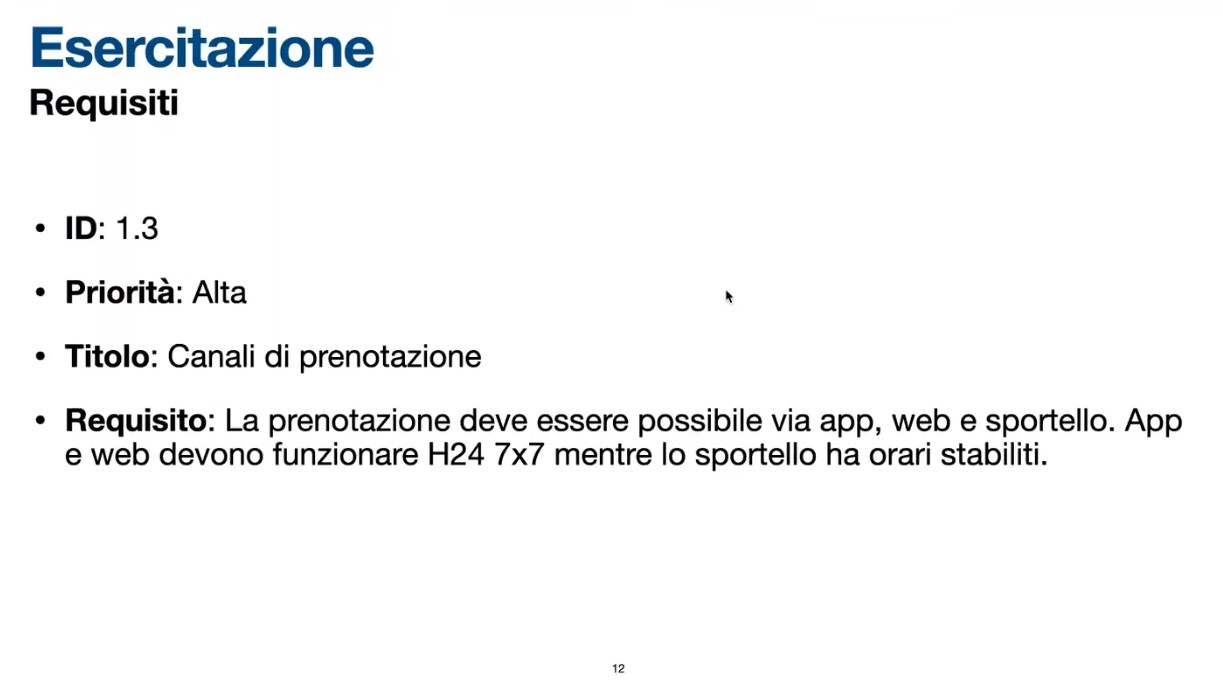 Esercitazione
Requisiti
• ID: 1.3
• Priorità: Alta
• Titolo: Canali di prenotazione
• Requisito: La prenotazione deve essere possibile via app, web e sportello. App
e web devono funzionare H24 7x7 mentre lo sportello ha orari stabiliti.
12